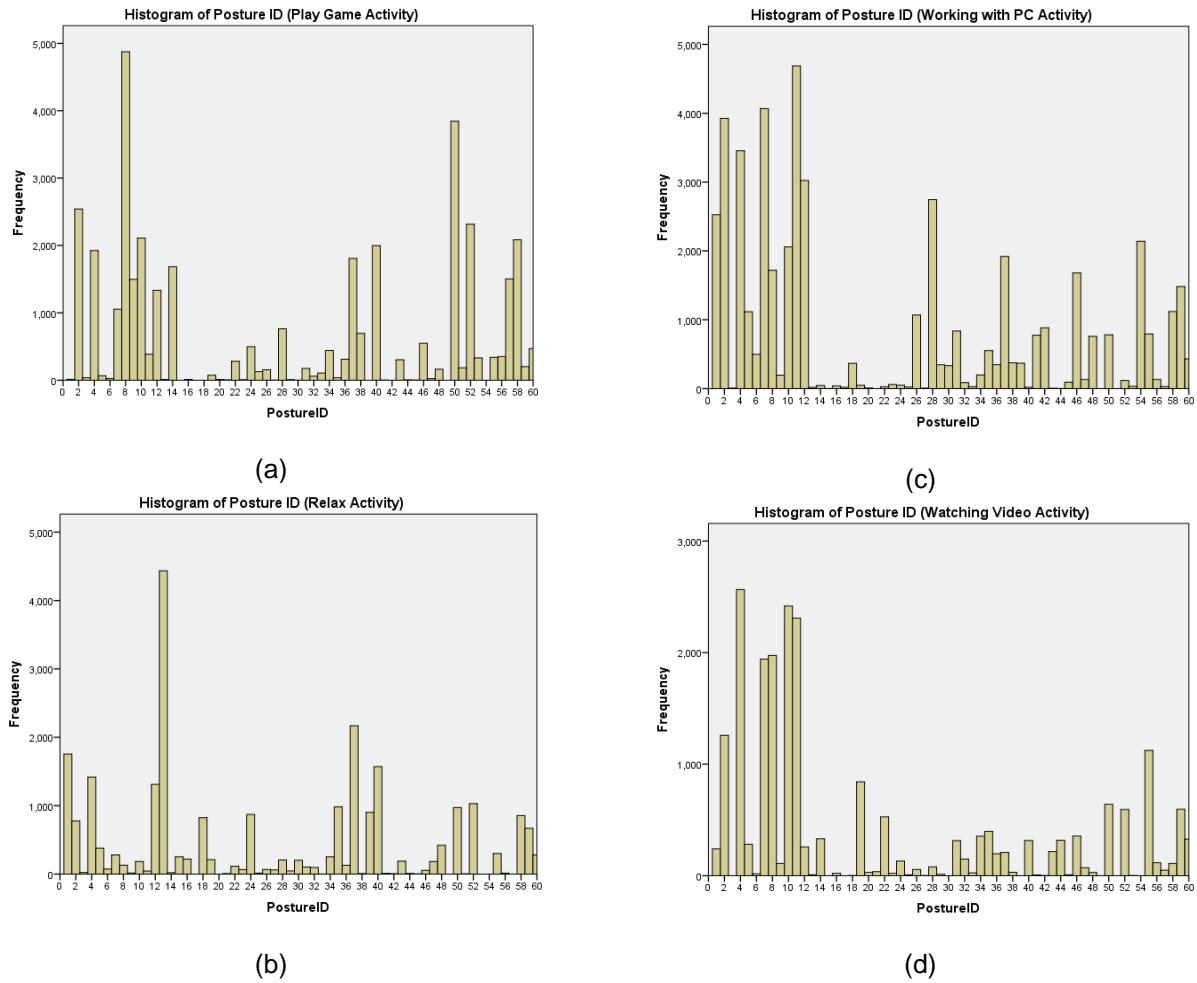 Histogram of Posture ID (Play Game Activity)
5,000
4,000
3,000
2,000
1,000
0
Frequency
0 2 4 6 8 10 12 14 16 18 20 22 24 26 28 30 32 34 36 38 40 42 44 46 48 50 52 54 56 58 60
PostureID
(a)
Histogram of Posture ID (Relax Activity)
5,000
4,000
3,000
2,000
1,000
0
Frequency
0 2 4 6 8 10 12 14 16 18 20 22 24 26 28 30 32 34 36 38 40 42 44 46 48 50 52 54 56 58 60
PostureID
(b)
Histogram of Posture ID (Working with PC Activity)
5,000
4,000
3,000
2,000
1,000
0
Frequency
0 2 4 6 8 10 12 14 16 18 20 22 24 26 28 30 32 34 36 38 40 42 44 46 48 50 52 54 56 58 60
PostureID
(c)
Histogram of Posture ID (Watching Video Activity)
3,000
2,000
1,000
0
Frequency
0 2 4 6 8 10 12 14 16 18 20 22 24 26 28 30 32 34 36 38 40 42 44 46 48 50 52 54 56 58 60
PostureID
(d)